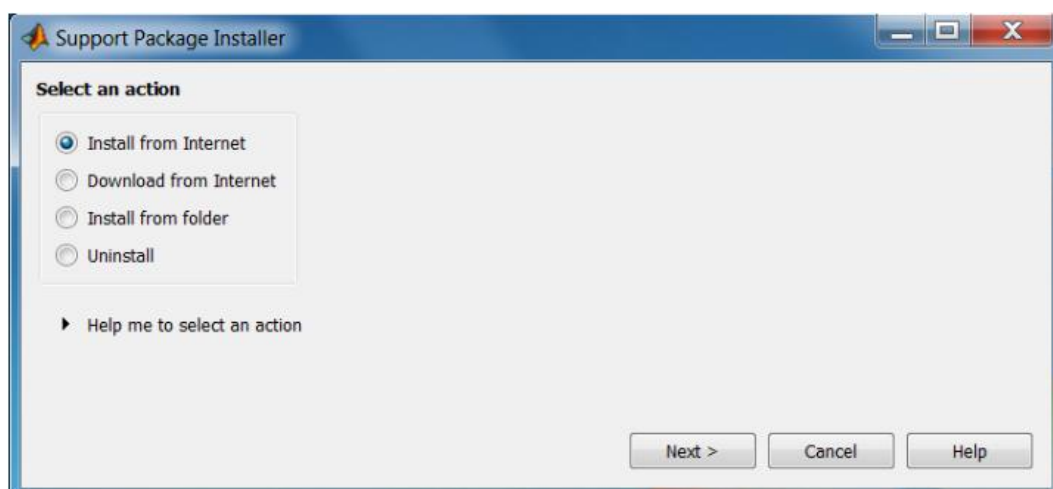 Support Package Installer
Select an action
Install from Internet
Download from Internet
Install from folder
Uninstall
Help me to select an action
Next > Cancel Help